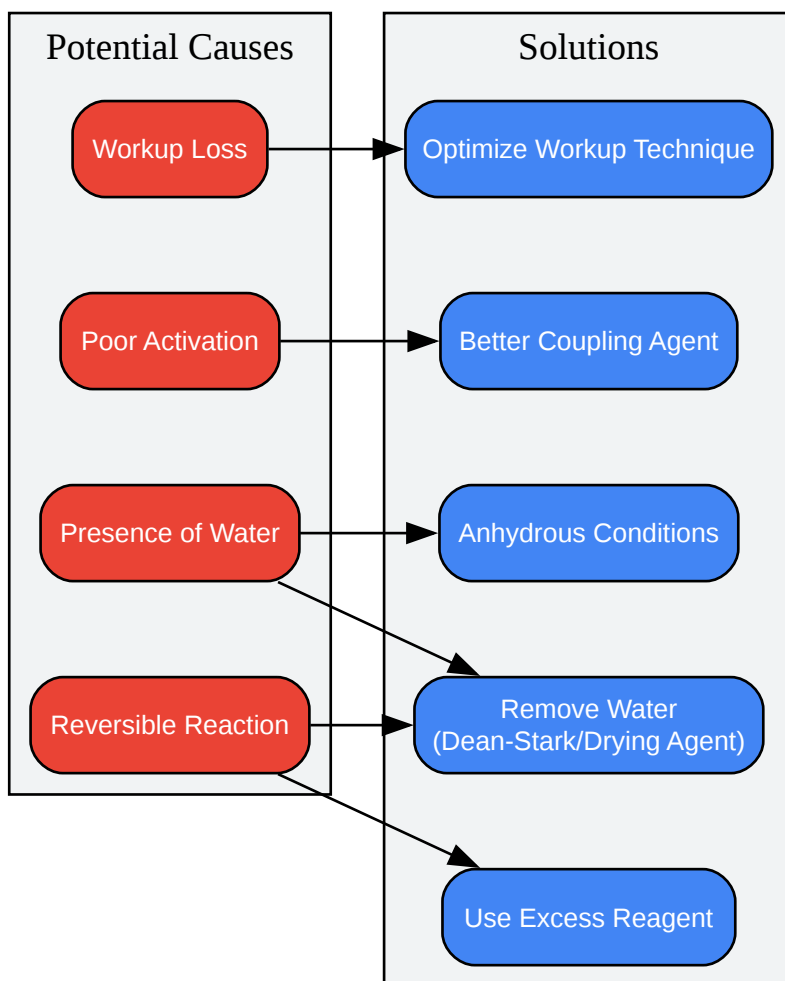 Potential Causes
Solutions
Workup Loss
Optimize Workup Technique
Poor Activation
Better Coupling Agent
Presence of Water
Anhydrous Conditions
Reversible Reaction
Remove Water
(Dean-Stark/Drying Agent)
Use Excess Reagent